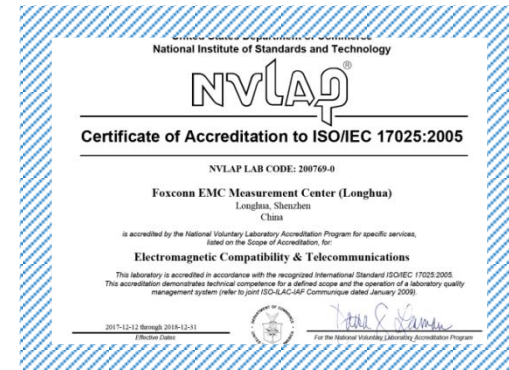 United States Department of Commerce
National Institute of Standards and Technology
NVLAP®
Certificate of Accreditation to ISO/IEC 17025:2005
NVLAP LAB CODE: 200769-0
Foxconn EMC Measurement Center (Longhua)
Longhua, Shenzhen
China
is accredited by the National Voluntary Laboratory Accreditation Program for specific services,
listed on the Scope of Accreditation, for:
Electromagnetic Compatibility & Telecommunications
This laboratory is accredited in accordance with the recognized International Standard ISO/IEC 17025:2005.
This accreditation demonstrates technical competence for a defined scope and the operation of a laboratory quality
management system (refer to joint ISO-ILAC-IAF Communique dated January 2009).
2017-12-12 through 2018-12-31
Effective Dates
For the National Voluntary Laboratory Accreditation Program